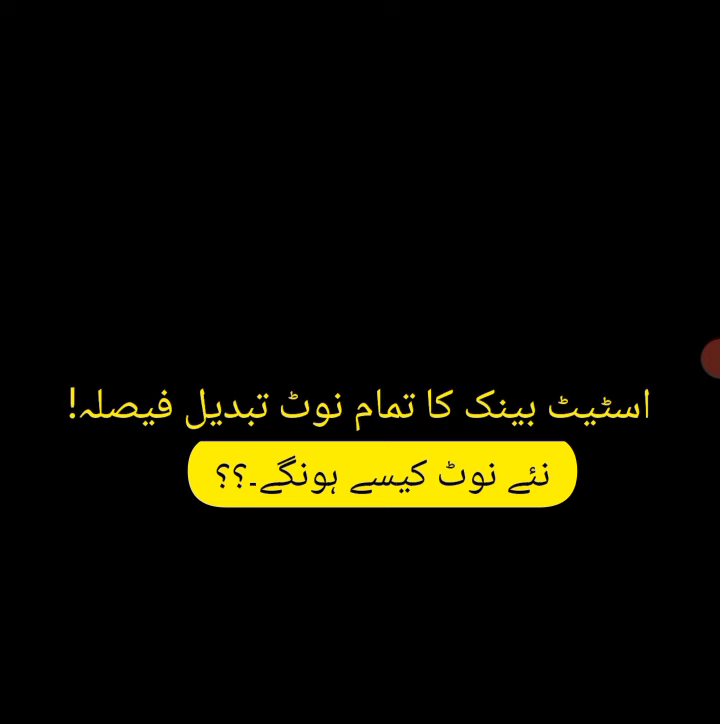 اسٹیٹ بینک کا تمام نوٹ تبدیل فیصلہ!
نئے نوٹ کیسے ہونگے۔؟؟